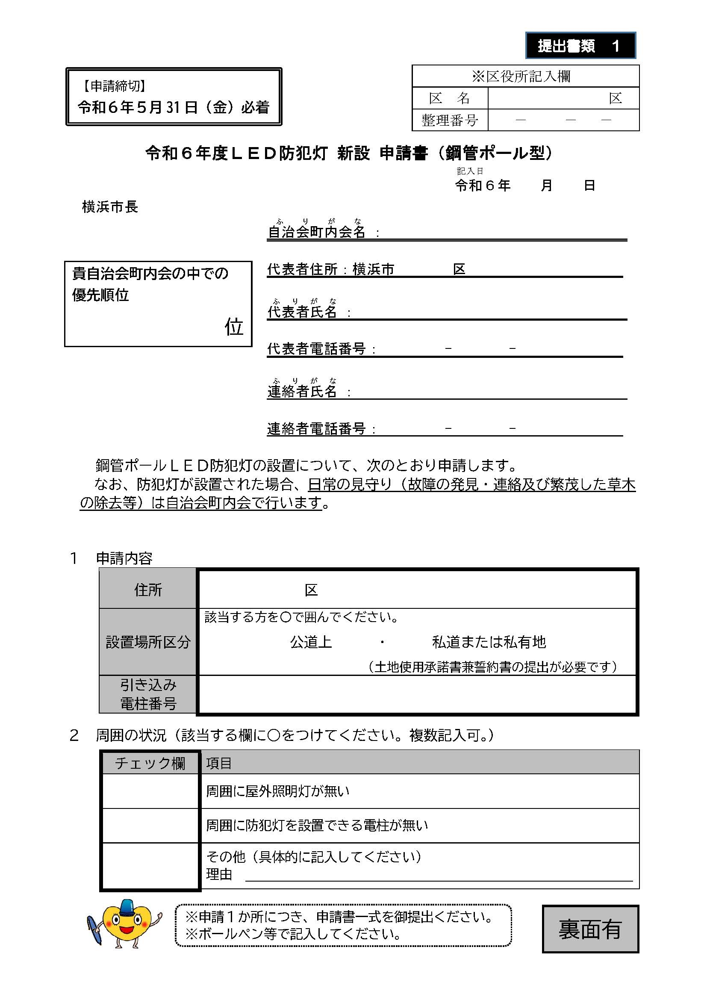 提出書類　１
【申請締切】
令和６年５月 31 日（金）必着
※区役所記入欄
区　名　区
整理番号　－　－　－
令和６年度ＬＥＤ防犯灯 新設 申請書（鋼管ポール型）
記入日
令和６年　月　日
横浜市長
ふりがな
自治会町内会名 ：
貴自治会町内会の中での
優先順位
位
代表者住所：横浜市　区
ふりがな
代表者氏名 ：
代表者電話番号：　－　－
ふりがな
連絡者氏名 ：
連絡者電話番号：　－　－
鋼管ポールＬＥＤ防犯灯の設置について、次のとおり申請します。
なお、防犯灯が設置された場合、日常の見守り（故障の発見・連絡及び繁茂した草木
の除去等）は自治会町内会で行います。
１　申請内容
住所　区
設置場所区分
該当する方を〇で囲んでください。
公道上　・　私道または私有地
（土地使用承諾書兼誓約書の提出が必要です）
引き込み
電柱番号
２　周囲の状況（該当する欄に〇をつけてください。複数記入可。）
チェック欄　項目
周囲に屋外照明灯が無い
周囲に防犯灯を設置できる電柱が無い
その他（具体的に記入してください）
理由
※申請１か所につき、申請書一式を御提出ください。
※ボールペン等で記入してください。
裏面有